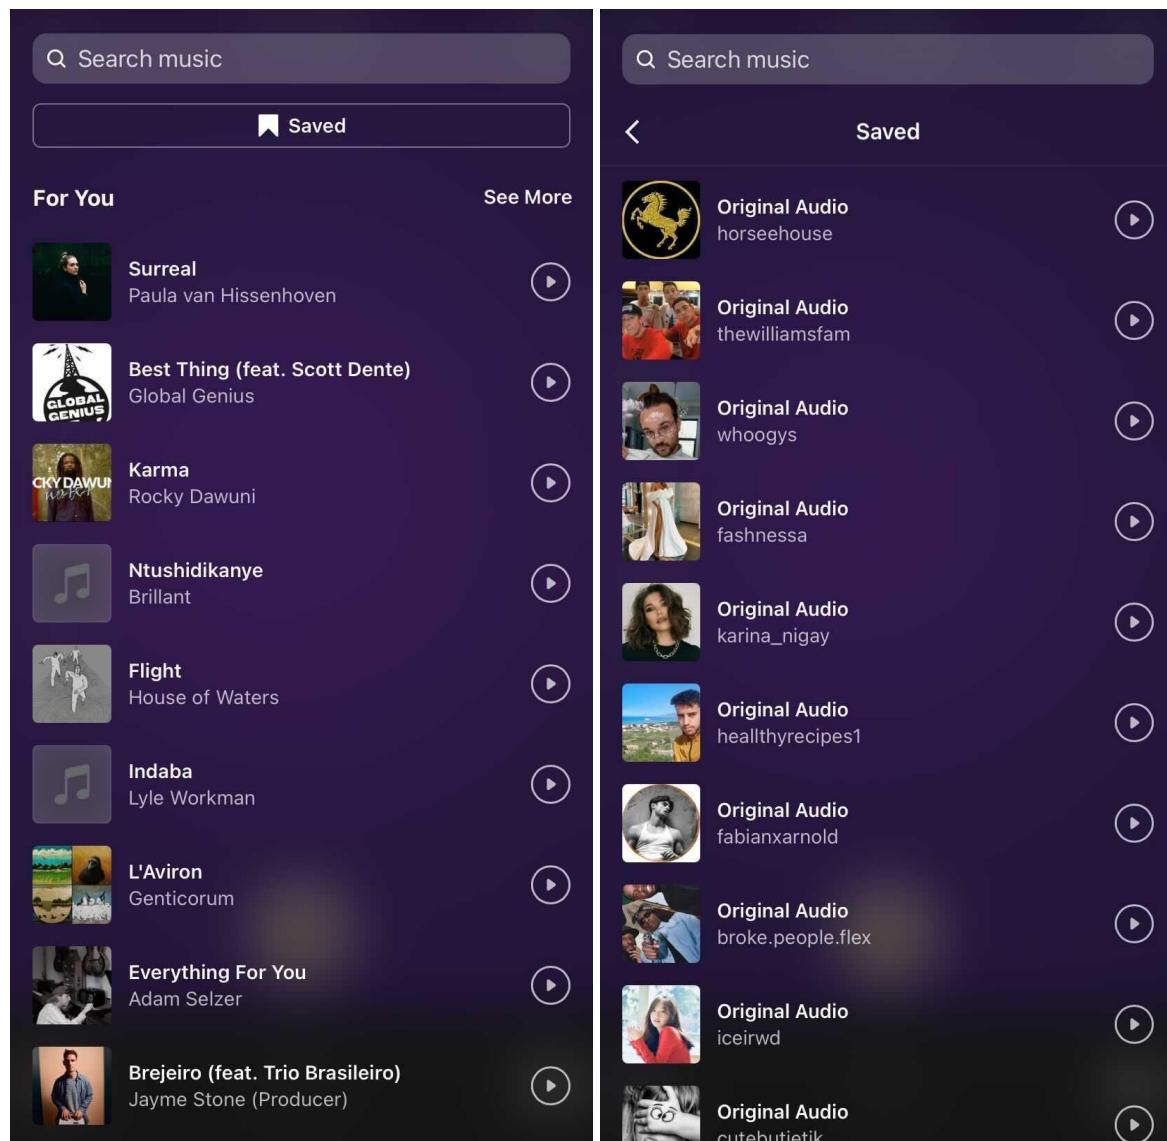 Search music
Saved
For You
See More
Surreal
Paula van Hissenhoven
GLOBAL
GENIUS
Best Thing (feat. Scott Dente)
Global Genius
CKY DAWUN
Karma
Rocky Dawuni
Ntushidikanye
Brillant
Flight
House of Waters
Indaba
Lyle Workman
L'Aviron
Genticorum
Everything For You
Adam Selzer
Brejeiro (feat. Trio Brasileiro)
Jayme Stone (Producer)
Search music
Saved
Original Audio
horseehouse
Original Audio
thewilliamsfam
Original Audio
whoogys
Original Audio
fashnessa
Original Audio
karina_nigay
Original Audio
heallthyrecipes1
Original Audio
fabianxarnold
Original Audio
broke.people.flex
Original Audio
iceirwd
Original Audio